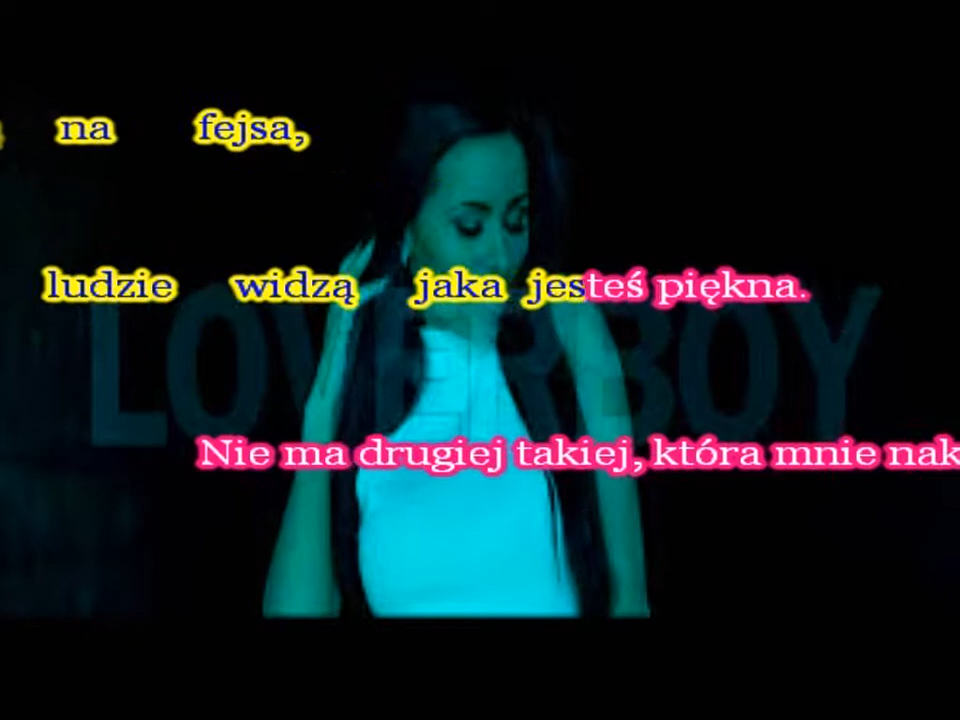 na fejsa,
ludzie widzą jaka jesteś piękna.
LOVERBOY
Nie ma drugiej takiej, która mnie nak